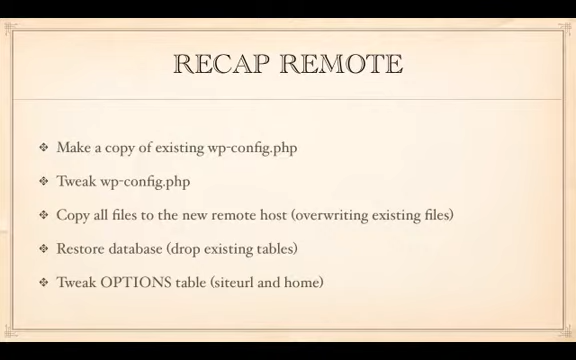 RECAP REMOTE
Make a copy of existing wp-config.php
Tweak wp-config.php
Copy all files to the new remote host (overwriting existing files)
Restore database (drop existing tables)
Tweak OPTIONS table (siteurl and home)